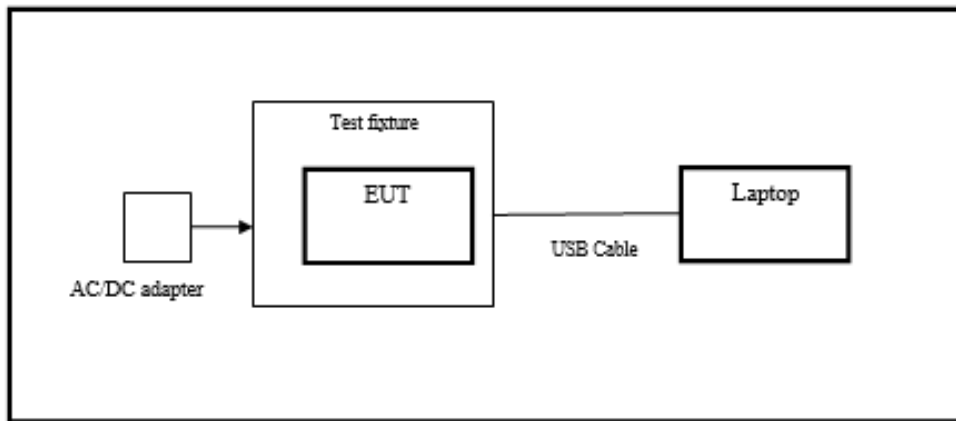 Test fixture
EUT
Laptop
USB Cable
AC/DC adapter